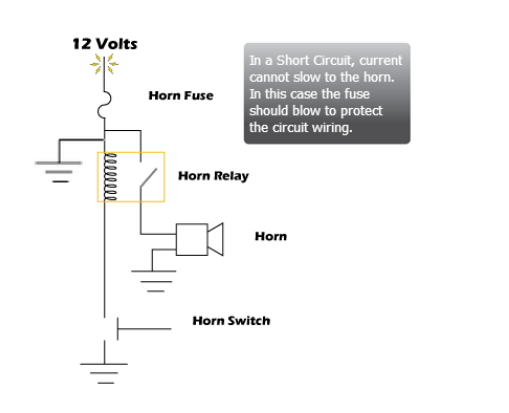 12 Volts
In a Short Circuit, current
cannot slow to the horn.
In this case the fuse
should blow to protect
the circuit wiring.
Horn Fuse
Horn Relay
Horn
Horn Switch